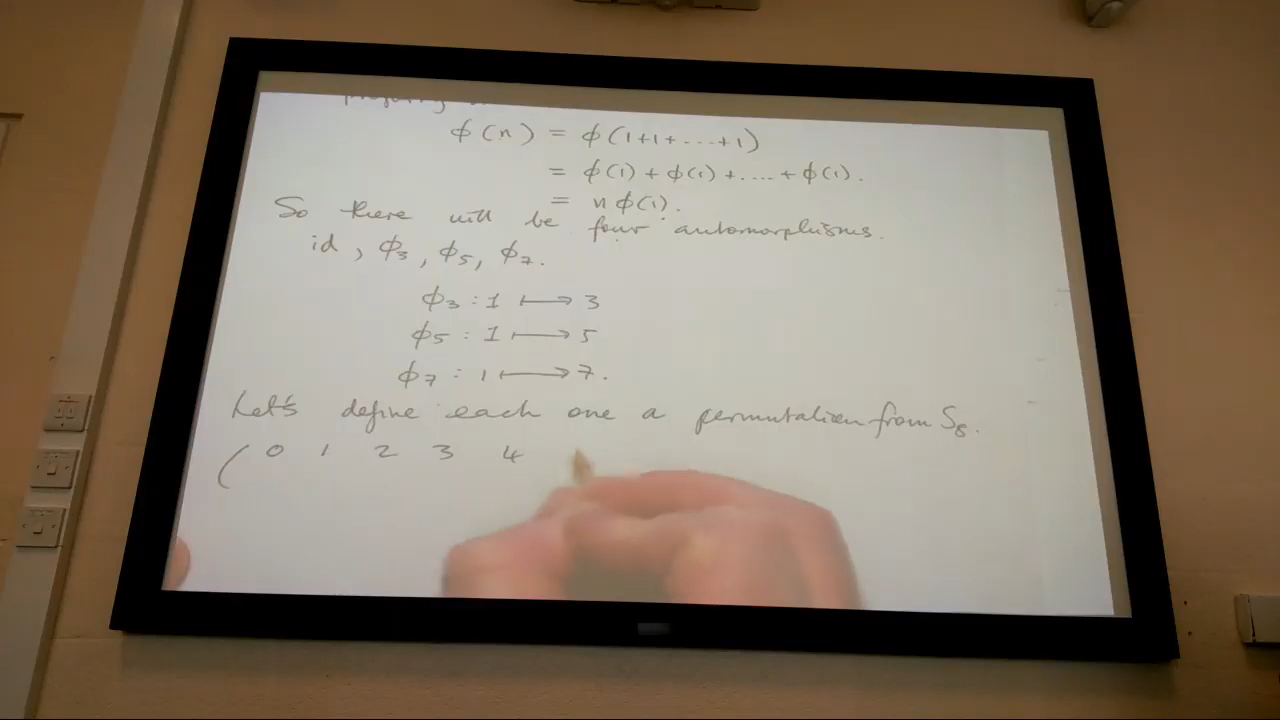 ϕ(n) = ϕ(1+1+....+1)
= ϕ(1) + ϕ(1) +.... + ϕ(1).
= nϕ(1).
So there will be four automorphisms.
id, ϕ₃, ϕ₅, ϕ₇.
ϕ₃ : 1 ⟼ 3
ϕ₅ : 1 ⟼ 5
ϕ₇ : 1 ⟼ 7.
Let's define each one a permutation from S₈.
( 0 1 2 3 4